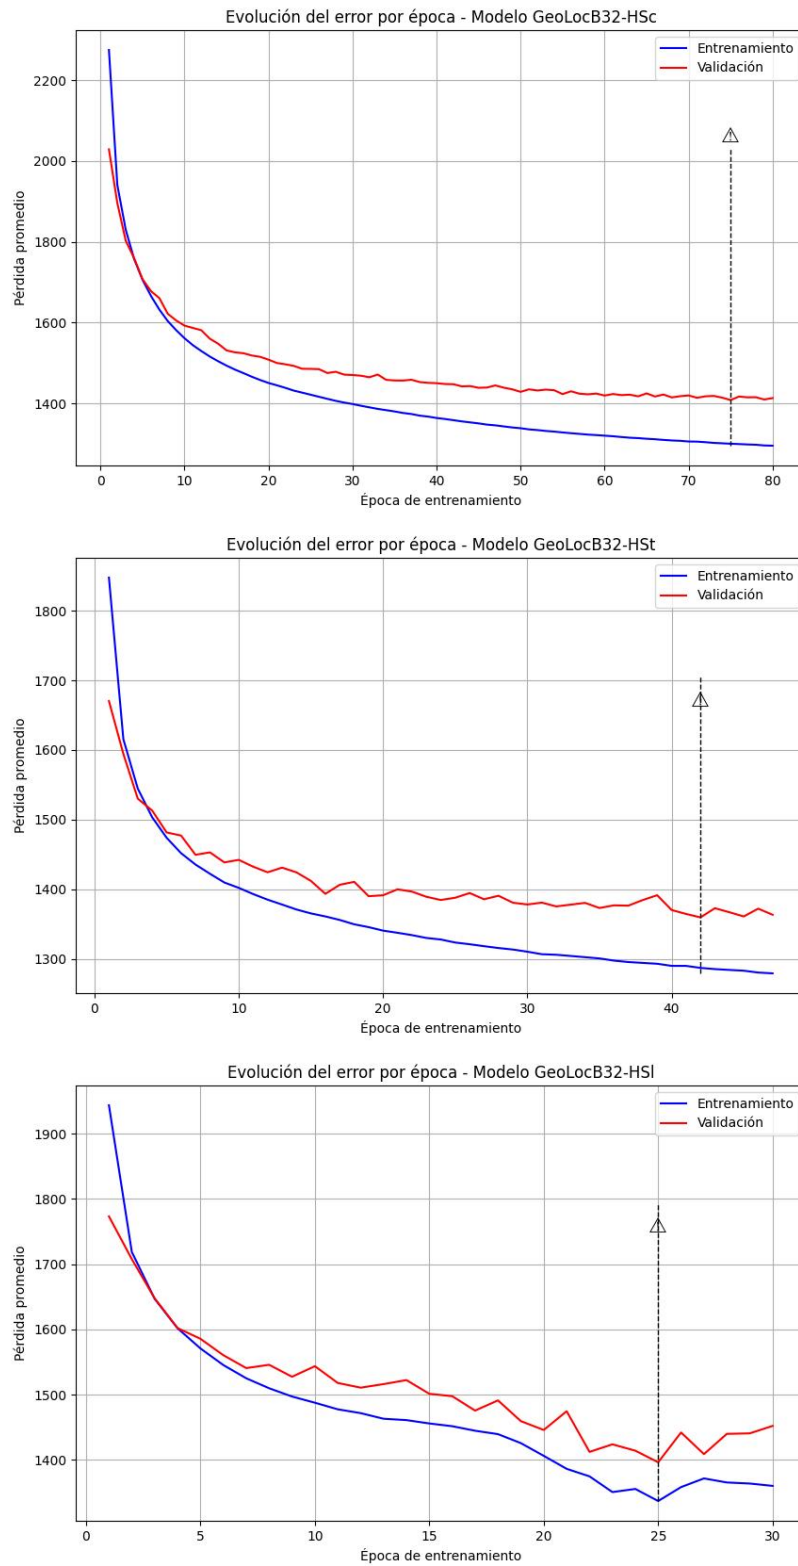 Evolución del error por época - Modelo GeoLocB32-HSc
Entrenamiento
Validación
2200
2000
1800
1600
1400
Pérdida promedio
0 10 20 30 40 50 60 70 80
Época de entrenamiento
Evolución del error por época - Modelo GeoLocB32-HSt
Entrenamiento
Validación
1800
1700
1600
1500
1400
1300
Pérdida promedio
0 10 20 30 40
Época de entrenamiento
Evolución del error por época - Modelo GeoLocB32-HSl
Entrenamiento
Validación
1900
1800
1700
1600
1500
1400
Pérdida promedio
0 5 10 15 20 25 30
Época de entrenamiento